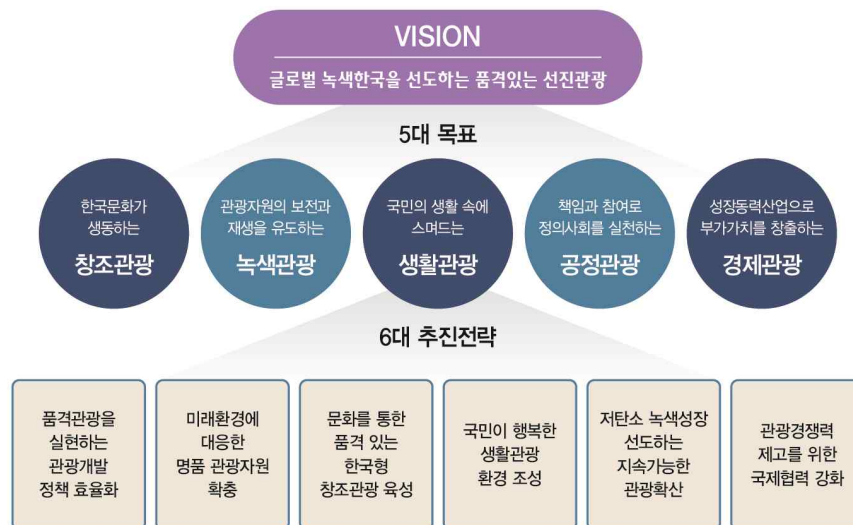 VISION
글로벌 녹색한국을 선도하는 품격있는 선진관광
5대 목표
한국문화가
생동하는
창조관광
관광자원의 보전과
재생을 유도하는
녹색관광
국민의 생활 속에
스며드는
생활관광
책임과 참여로
정의사회를 실천하는
공정관광
성장동력산업으로
부가가치를 창출하는
경제관광
6대 추진전략
품격관광을
실현하는
관광개발
정책 효율화
미래환경에
대응한
명품 관광자원
확충
문화를 통한
품격 있는
한국형
창조관광 육성
국민이 행복한
생활관광
환경 조성
저탄소 녹색성장
선도하는
지속가능한
관광확산
관광경쟁력
제고를 위한
국제협력 강화